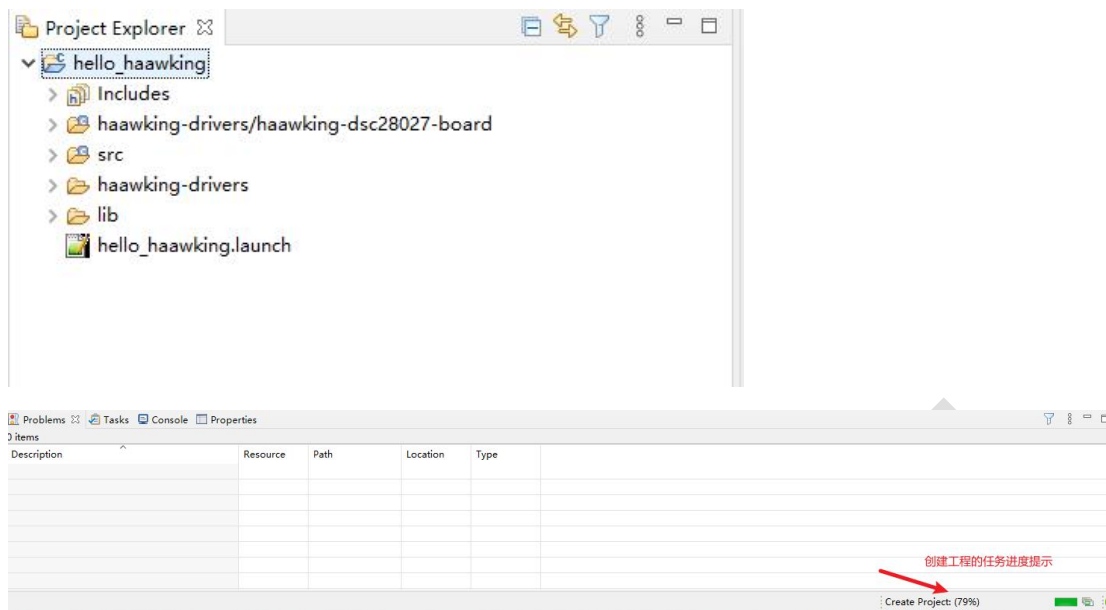 Project Explorer
hello_haawking
Includes
haawking-drivers/haawking-dsc28027-board
src
haawking-drivers
lib
hello_haawking.launch
Problems Tasks Console Properties
0 items
Description Resource Path Location Type
创建工程的任务进度提示
Create Project: (79%)